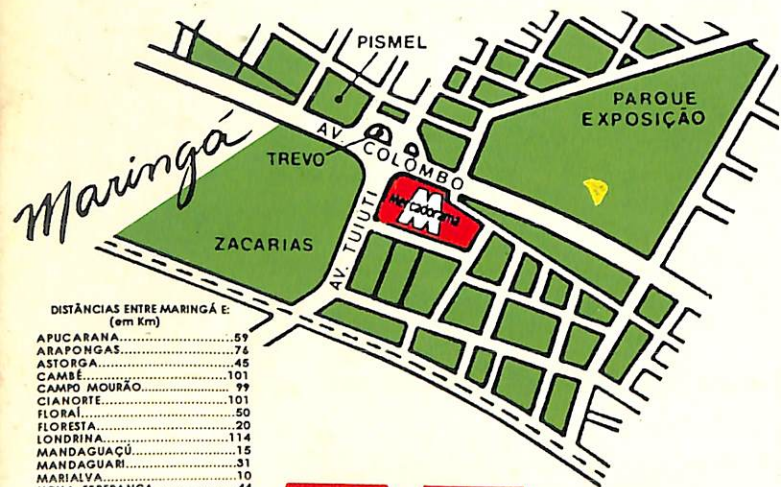 PISMEL
PARQUE
EXPOSIÇÃO
AV. COLOMBO
TREVO
Maringá
Mercadorama
AV. TUIUTI
ZACARIAS
DISTÂNCIAS ENTRE MARINGÁ E:
(em Km)
APUCARANA..............................59
ARAPONGAS..............................76
ASTORGA..............................45
CAMBÉ..............................101
CAMPO MOURÃO..............................99
CIANORTE..............................101
FLORAÍ..............................50
FLORESTA..............................20
LONDRINA..............................114
MANDAGUAÇÚ..............................15
MANDAGUARI..............................31
MARIALVA..............................10